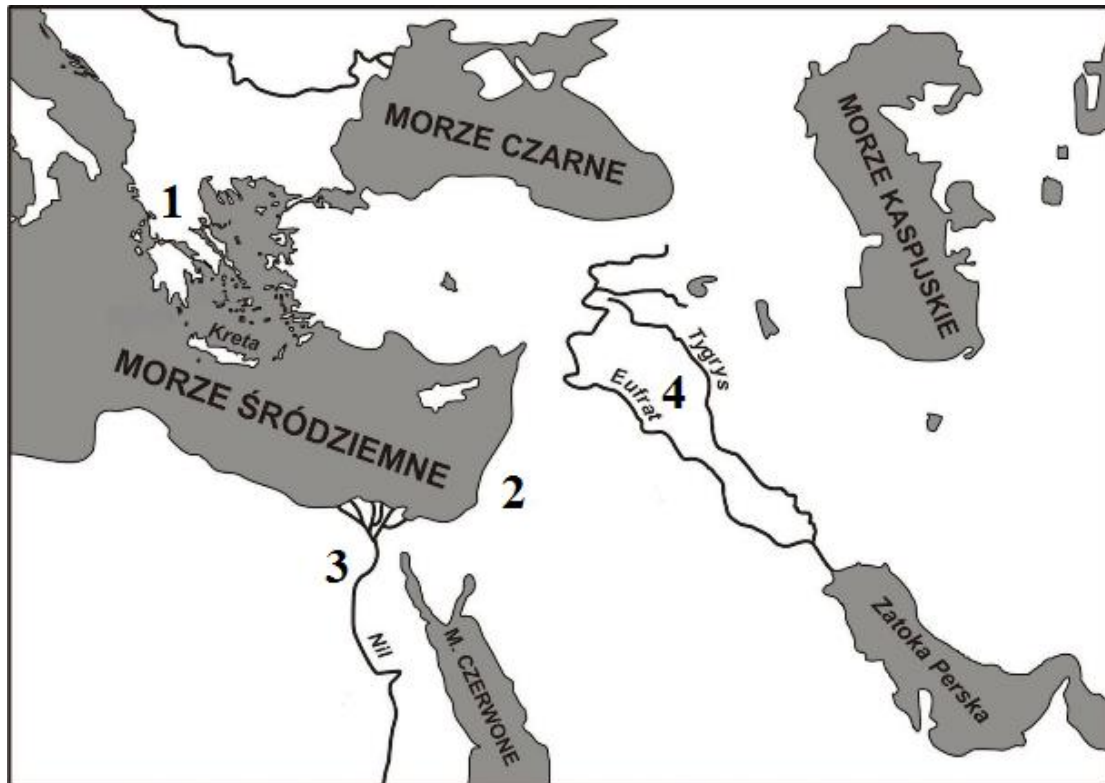 MORZE CZARNE
MORZE KASPIJSKIE
1
Kreta
Tygrys
Eufrat
4
MORZE ŚRÓDZIEMNE
2
3
Nil
M. CZERWONE
Zatoka Perska